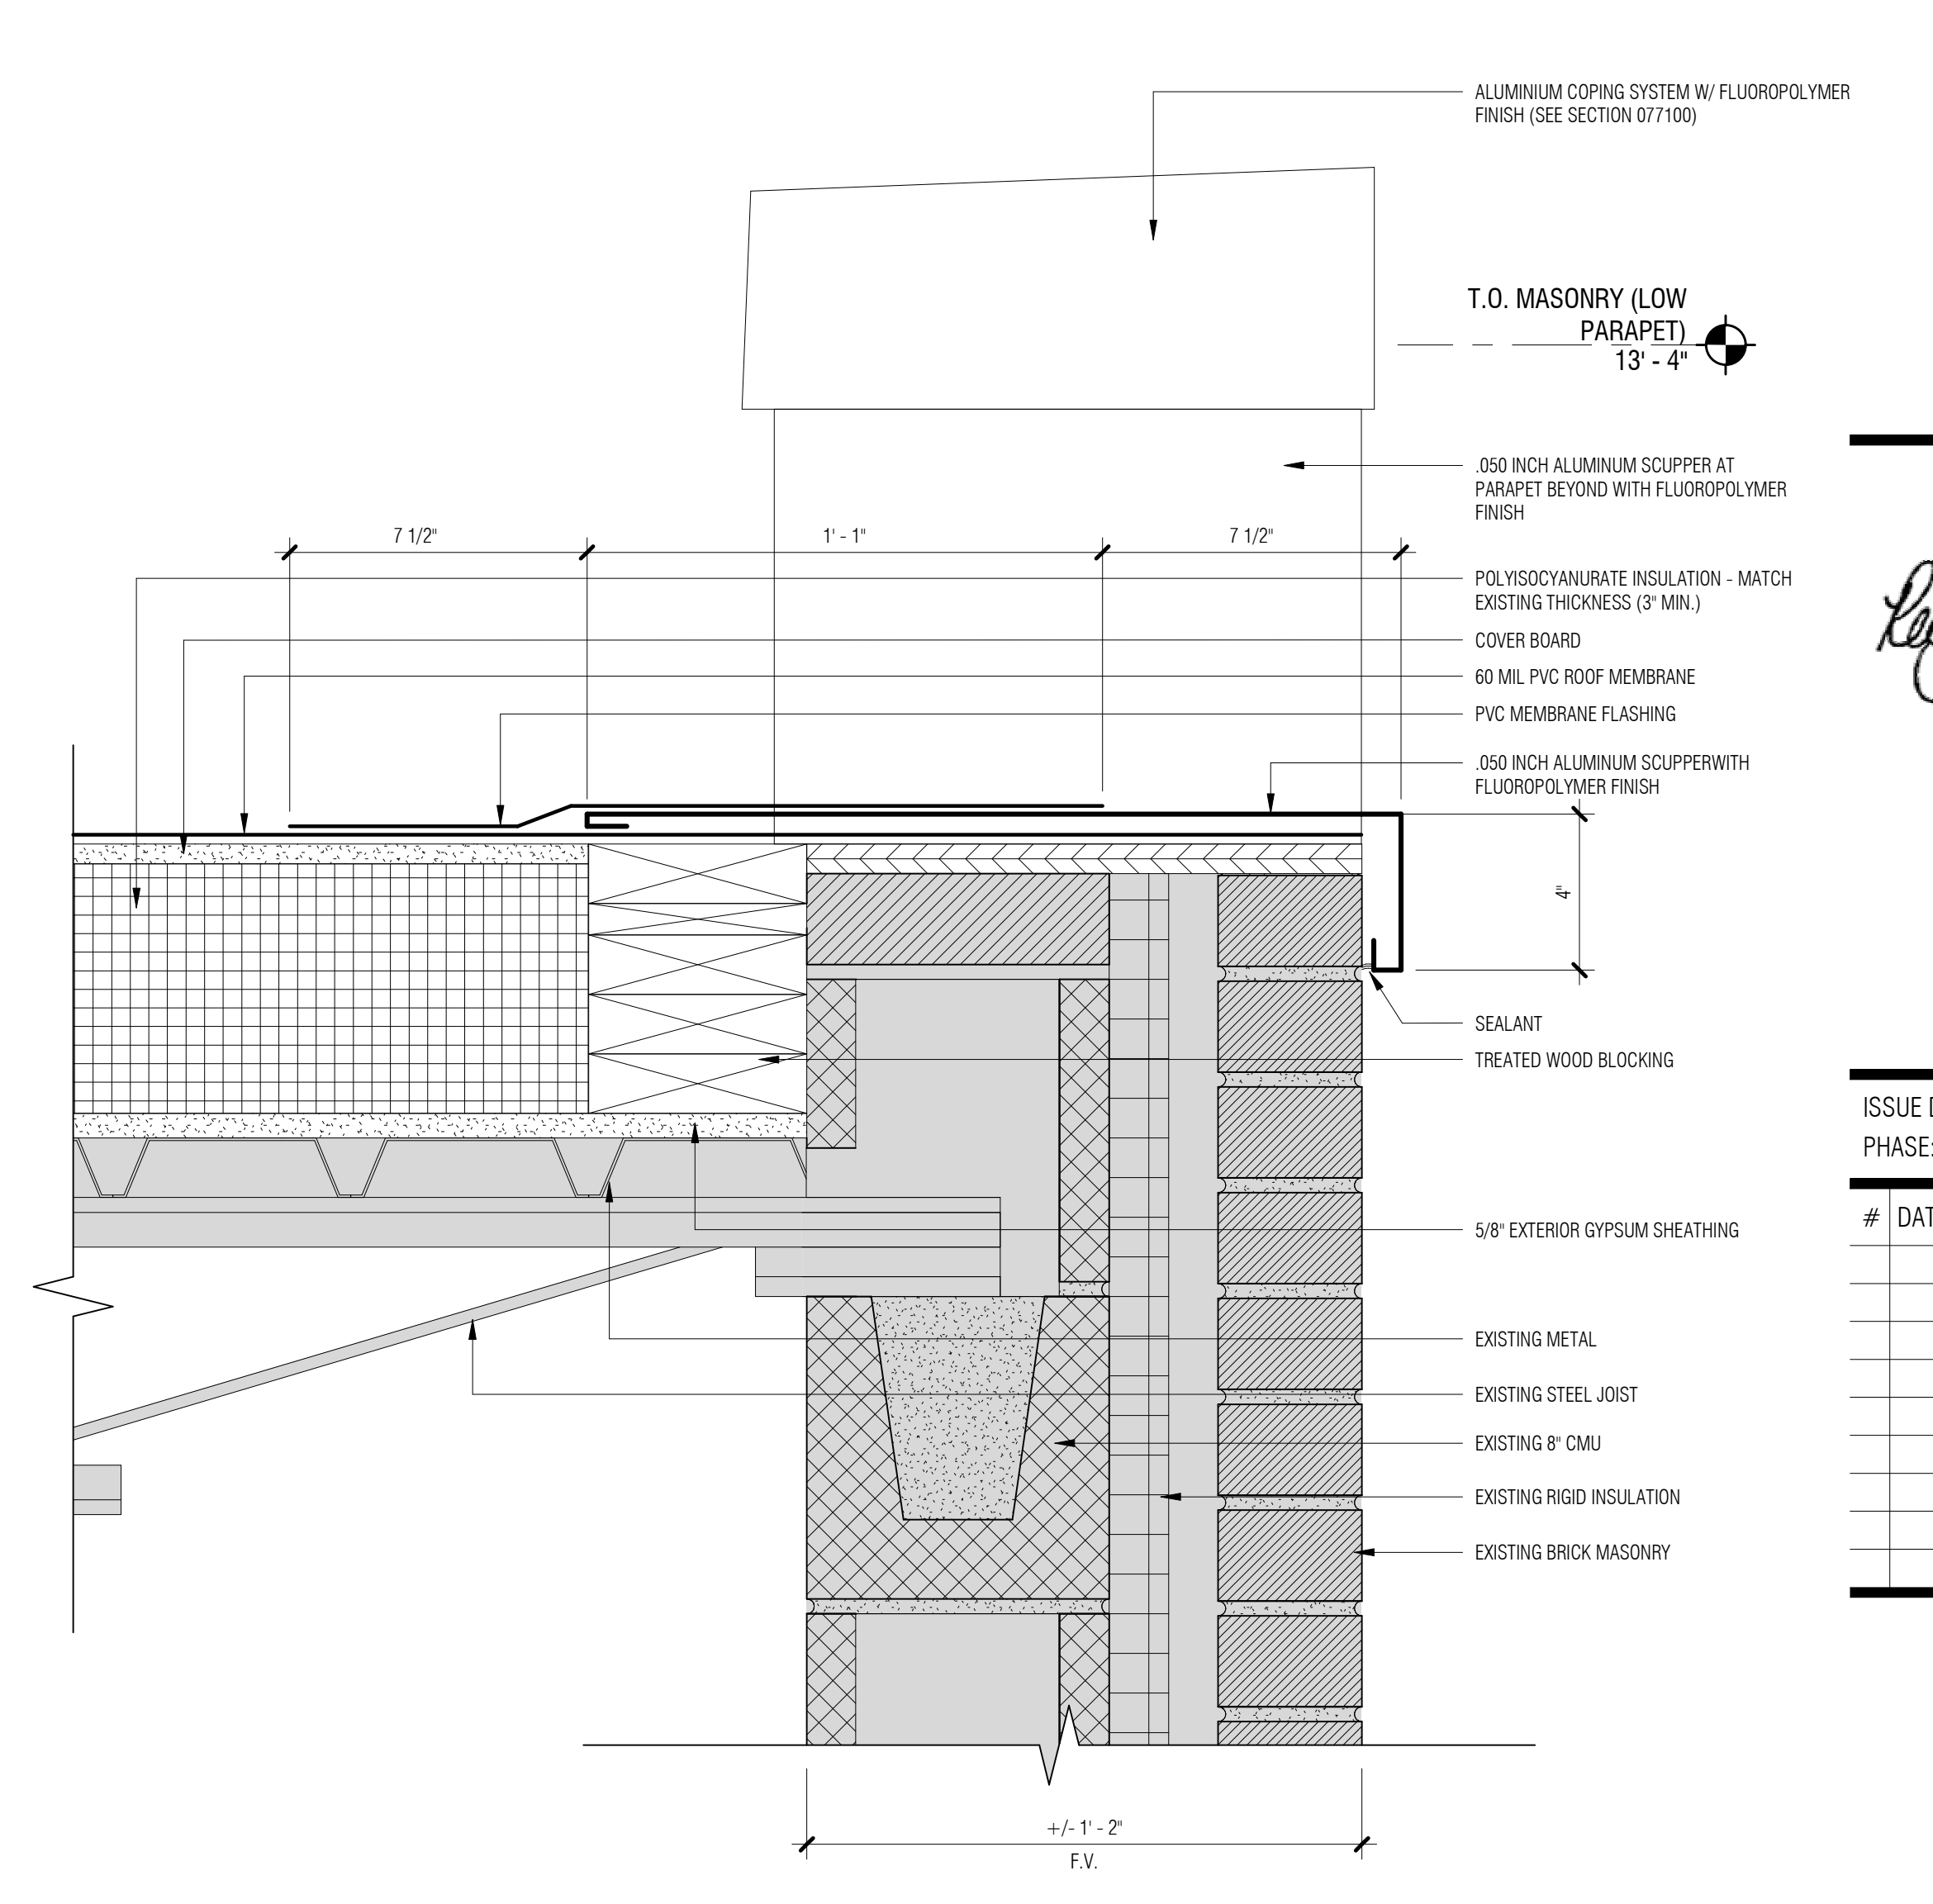 ALUMINIUM COPING SYSTEM W/ FLUOROPOLYMER
FINISH (SEE SECTION 077100)
T.O. MASONRY (LOW
PARAPET)
13' - 4"
.050 INCH ALUMINUM SCUPPER AT
PARAPET BEYOND WITH FLUOROPOLYMER
FINISH
7 1/2"
1' - 1"
7 1/2"
POLYISOCYANURATE INSULATION - MATCH
EXISTING THICKNESS (3" MIN.)
COVER BOARD
60 MIL PVC ROOF MEMBRANE
PVC MEMBRANE FLASHING
.050 INCH ALUMINUM SCUPPERWITH
FLUOROPOLYMER FINISH
4"
SEALANT
TREATED WOOD BLOCKING
ISSUE
PHASE:
5/8" EXTERIOR GYPSUM SHEATHING
#
EXISTING METAL
EXISTING STEEL JOIST
EXISTING 8" CMU
EXISTING RIGID INSULATION
EXISTING BRICK MASONRY
+/- 1' - 2"
F.V.